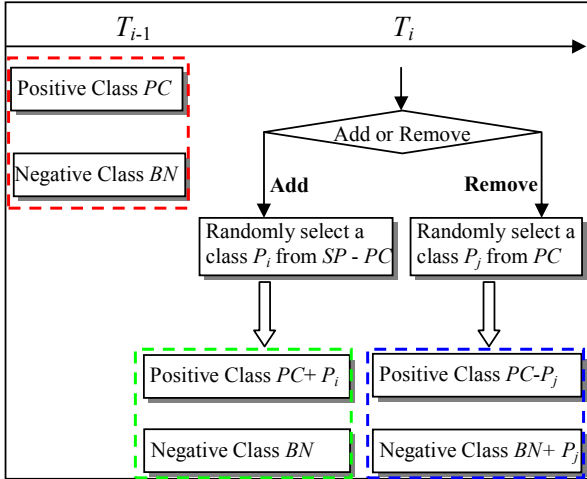 T_{i-1} T_i
Positive Class PC
Negative Class BN
Add or Remove
Add Remove
Randomly select a
class P_i from SP - PC
Randomly select a
class P_j from PC
Positive Class PC+ P_i
Positive Class PC-P_j
Negative Class BN
Negative Class BN+ P_j